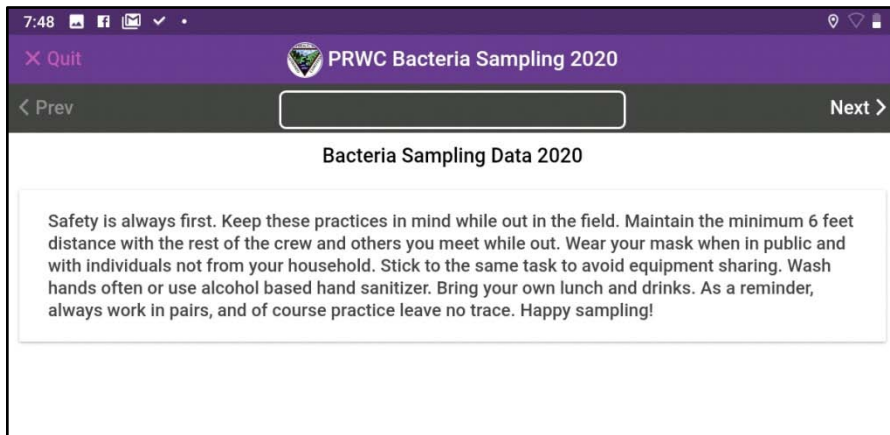 7:48
Quit
PRWC Bacteria Sampling 2020
Prev
Next
Bacteria Sampling Data 2020
Safety is always first. Keep these practices in mind while out in the field. Maintain the minimum 6 feet
distance with the rest of the crew and others you meet while out. Wear your mask when in public and
with individuals not from your household. Stick to the same task to avoid equipment sharing. Wash
hands often or use alcohol based hand sanitizer. Bring your own lunch and drinks. As a reminder,
always work in pairs, and of course practice leave no trace. Happy sampling!